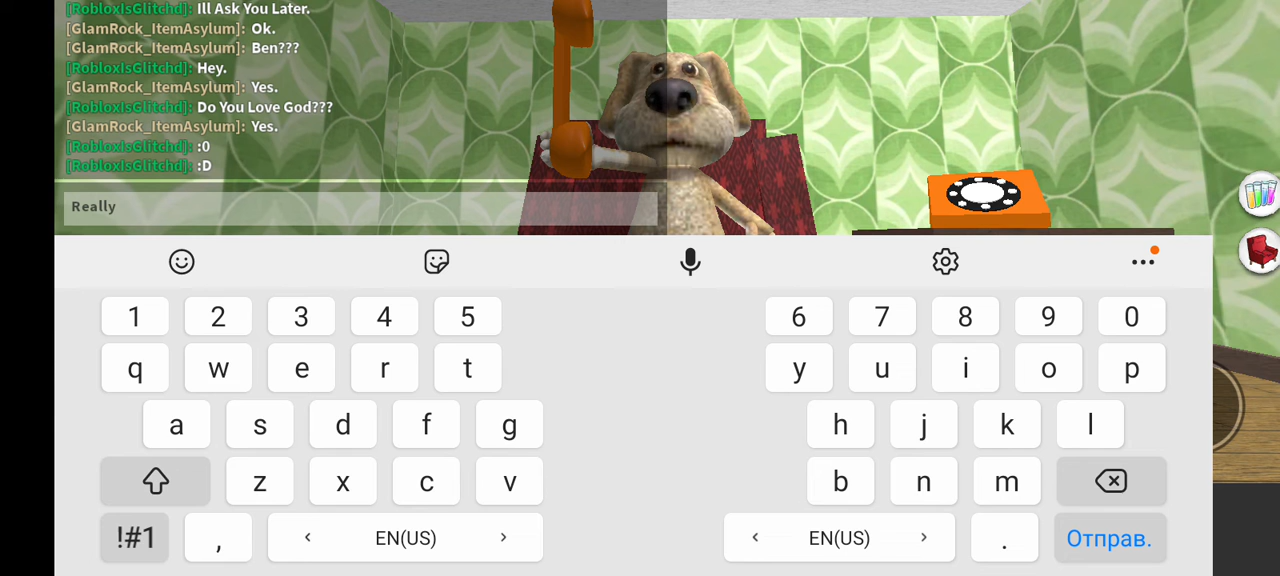 [RobloxIsGlitchd]: Ill Ask You Later.
[GlamRock_ItemAsylum]: Ok.
[GlamRock_ItemAsylum]: Ben???
[RobloxIsGlitchd]: Hey.
[GlamRock_ItemAsylum]: Yes.
[RobloxIsGlitchd]: Do You Love God???
[GlamRock_ItemAsylum]: Yes.
[RobloxIsGlitchd]: :0
[RobloxIsGlitchd]: :D
Really
1 2 3 4 5 6 7 8 9 0
q w e r t y u i o p
a s d f g h j k l
z x c v b n m
!#1 , < EN(US) > < EN(US) > . Отправ.